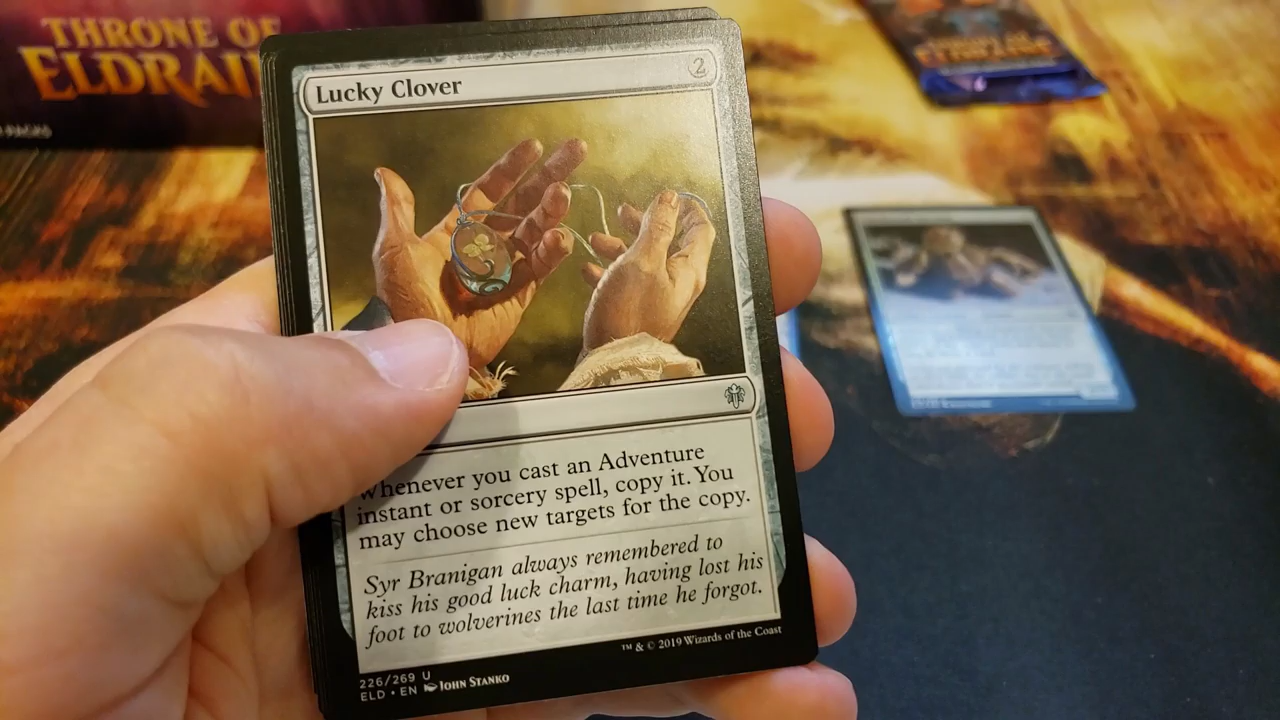 THRONE OF
ELDRAI
PACKS
Lucky Clover
2
Whenever you cast an Adventure
instant or sorcery spell, copy it. You
may choose new targets for the copy.
Syr Branigan always remembered to
kiss his good luck charm, having lost his
foot to wolverines the last time he forgot.
™ & © 2019 Wizards of the Coast
226/269 U
ELD • EN JOHN STANKO